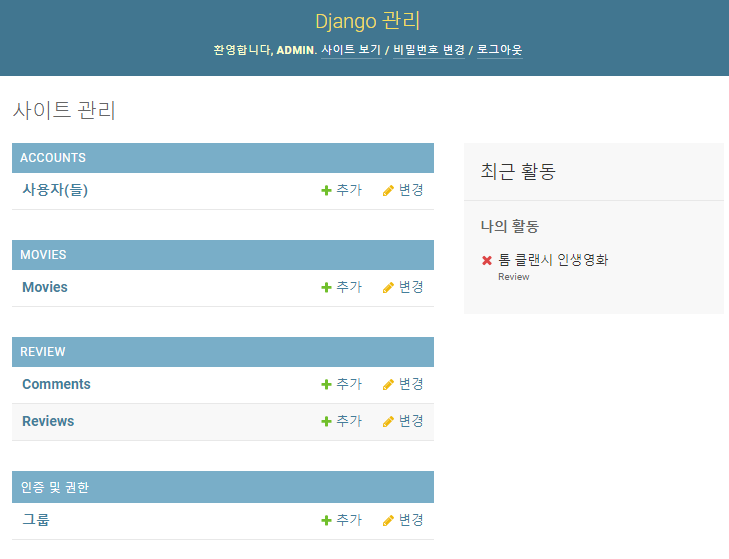 Django 관리
환영합니다, ADMIN. 사이트 보기 / 비밀번호 변경 / 로그아웃
사이트 관리
ACCOUNTS
사용자(들) 추가 변경
MOVIES
Movies 추가 변경
REVIEW
Comments 추가 변경
Reviews 추가 변경
인증 및 권한
그룹 추가 변경
최근 활동
나의 활동
톰 클랜시 인생영화
Review